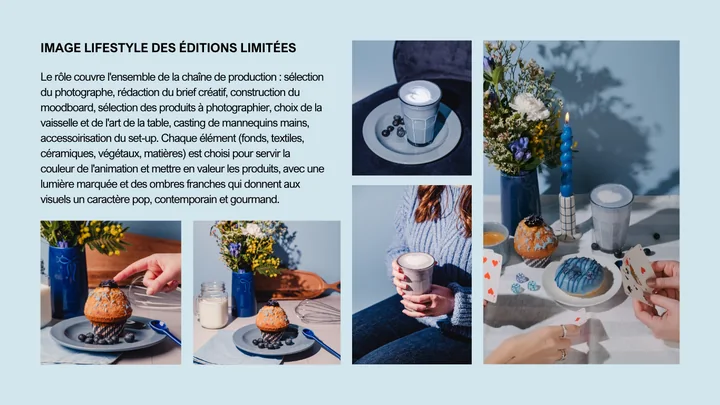 IMAGE LIFESTYLE DES ÉDITIONS LIMITÉES
Le rôle couvre l'ensemble de la chaîne de production : sélection
du photographe, rédaction du brief créatif, construction du
moodboard, sélection des produits à photographier, choix de la
vaisselle et de l'art de la table, casting de mannequins mains,
accessoirisation du set-up. Chaque élément (fonds, textiles,
céramiques, végétaux, matières) est choisi pour servir la
couleur de l'animation et mettre en valeur les produits, avec une
lumière marquée et des ombres franches qui donnent aux
visuels un caractère pop, contemporain et gourmand.